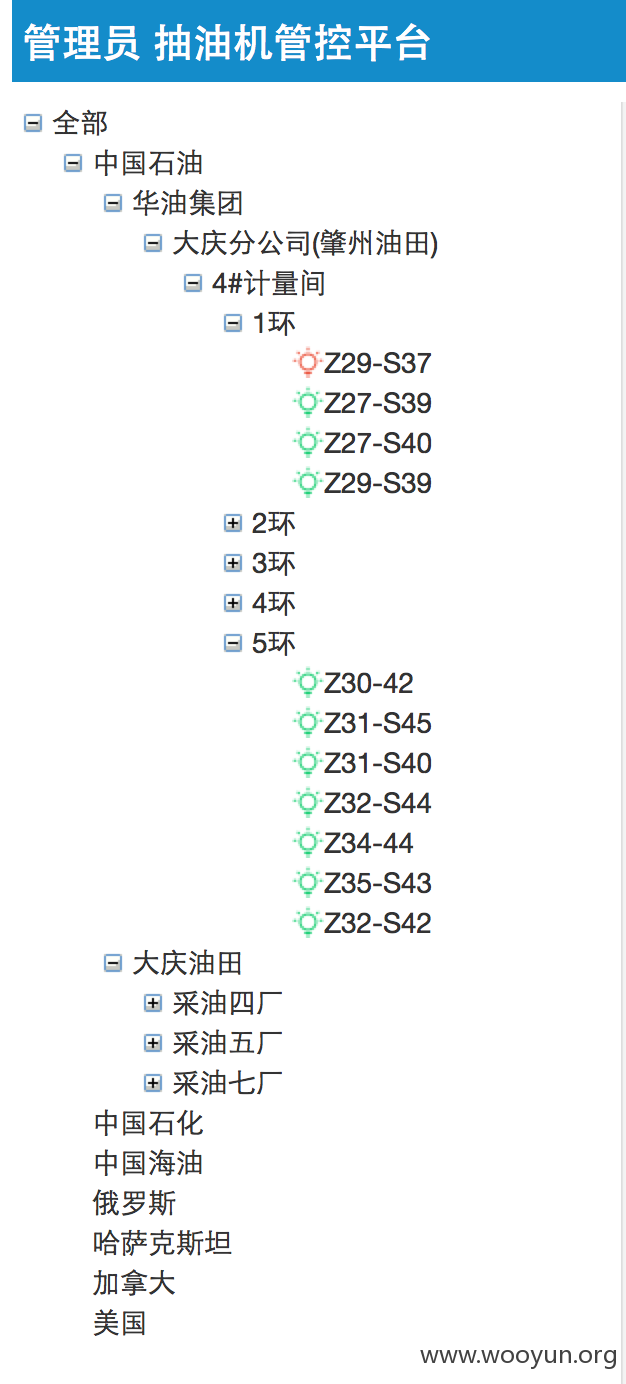 管理员 抽油机管控平台
全部
中国石油
华油集团
大庆分公司(肇州油田)
4#计量间
1环
Z29-S37
Z27-S39
Z27-S40
Z29-S39
2环
3环
4环
5环
Z30-42
Z31-S45
Z31-S40
Z32-S44
Z34-44
Z35-S43
Z32-S42
大庆油田
采油四厂
采油五厂
采油七厂
中国石化
中国海油
俄罗斯
哈萨克斯坦
加拿大
美国
www.wooyun.org